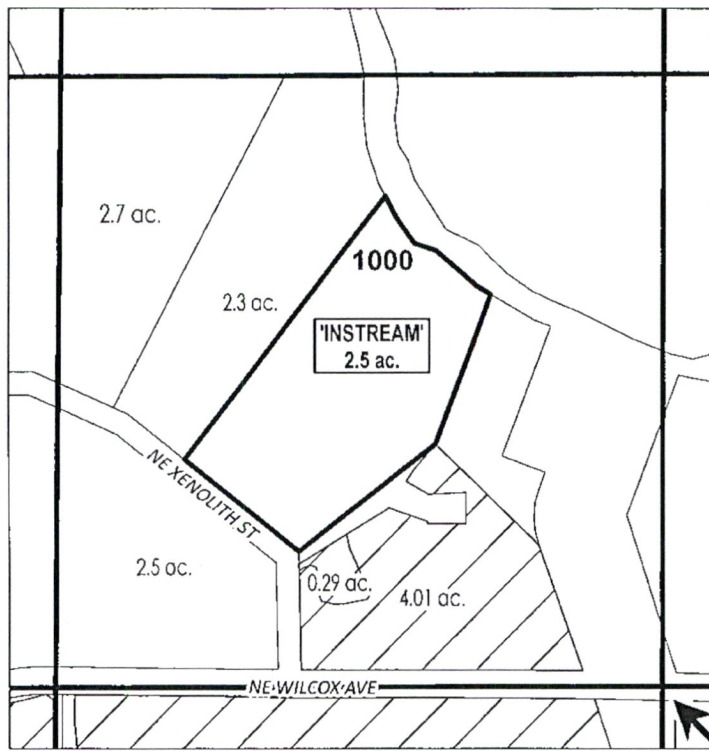 2.7 ac.
1000
2.3 ac.
'INSTREAM'
2.5 ac.
NE XENOLITH ST
2.5 ac.
0.29 ac.
4.01 ac.
NE WILCOX AVE